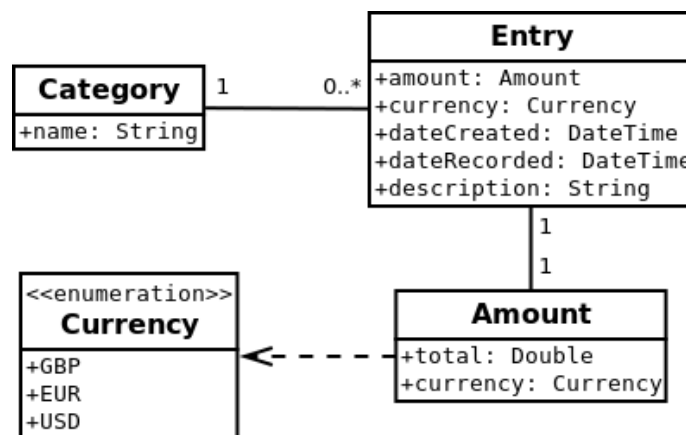 Entry
+amount: Amount
+currency: Currency
+dateCreated: DateTime
+dateRecorded: DateTime
+description: String
Category
+name: String
1
0..*
1
1
<<enumeration>>
Currency
+GBP
+EUR
+USD
Amount
+total: Double
+currency: Currency